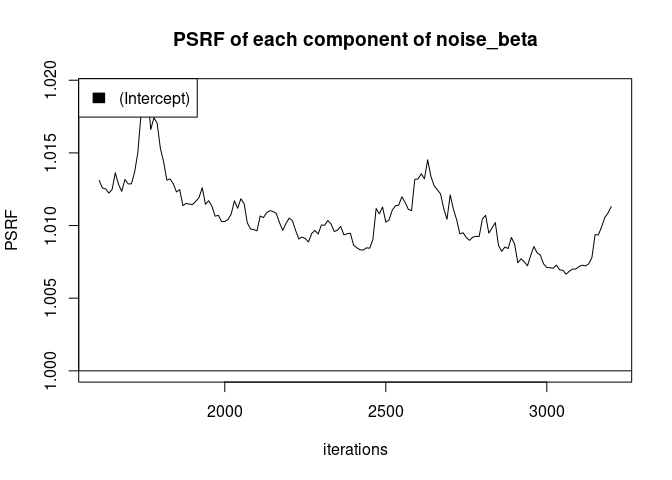 PSRF of each component of noise_beta
(Intercept)
PSRF
1.020
1.015
1.010
1.005
1.000
2000 2500 3000
iterations